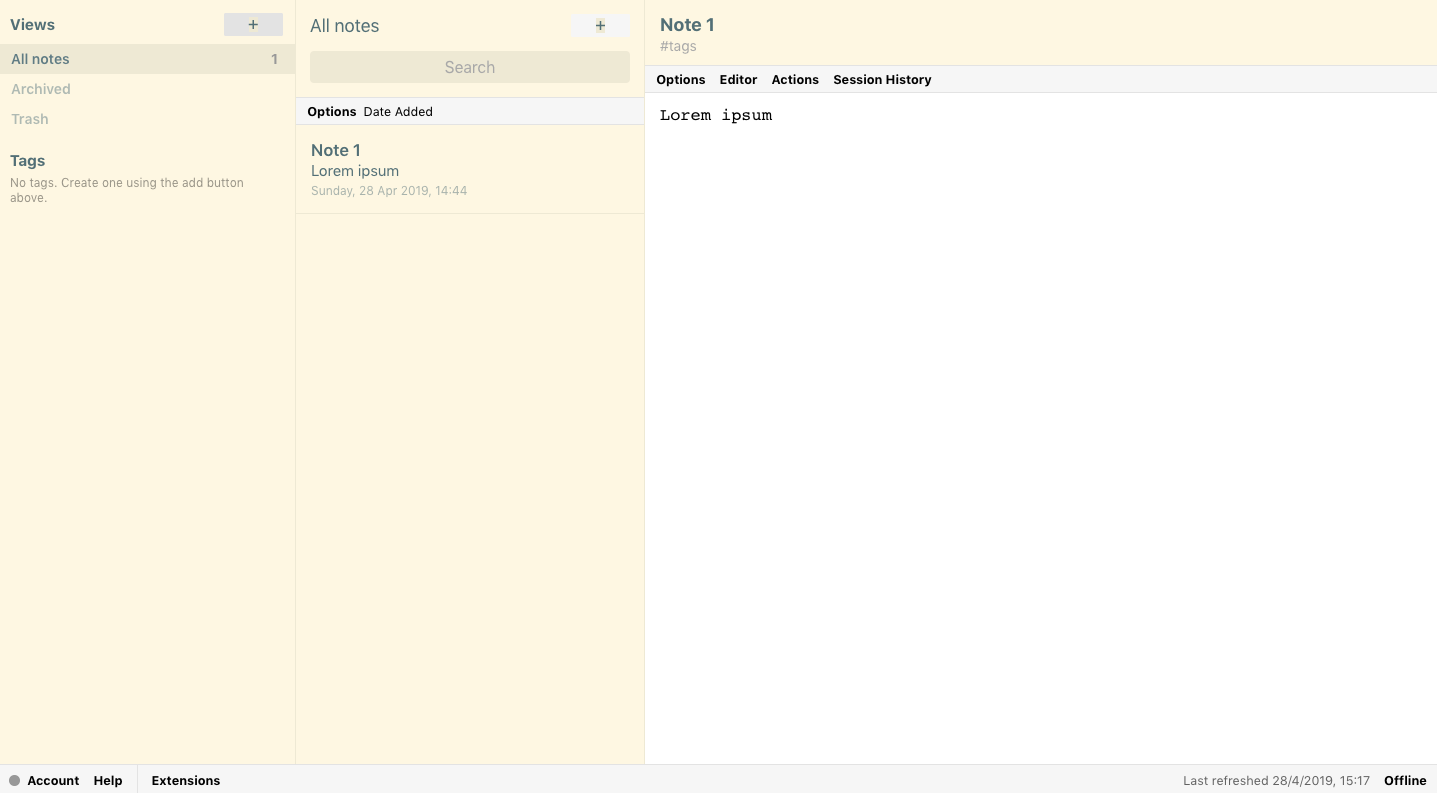 Views
+
All notes 1
Archived
Trash
Tags
No tags. Create one using the add button
above.
All notes
+
Search
Options Date Added
Note 1
Lorem ipsum
Sunday, 28 Apr 2019, 14:44
Note 1
#tags
Options Editor Actions Session History
Lorem ipsum
Account Help Extensions
Last refreshed 28/4/2019, 15:17 Offline